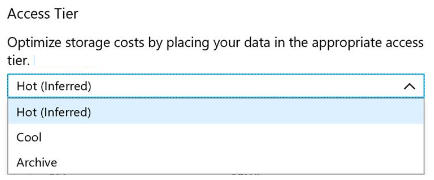 Access Tier
Optimize storage costs by placing your data in the appropriate access
tier.
Hot (Inferred)
Hot (Inferred)
Cool
Archive